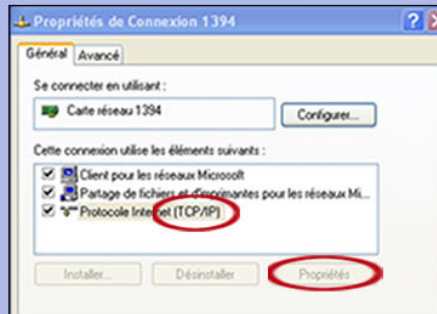 Propriétés de Connexion 1394
Général Avancé
Se connecter en utilisant :
Carte réseau 1394 Configurer...
Cette connexion utilise les éléments suivants :
Client pour les réseaux Microsoft
Partage de fichiers et d'imprimantes pour les réseaux Mi...
Protocole Internet (TCP/IP)
Installer... Désinstaller Propriétés